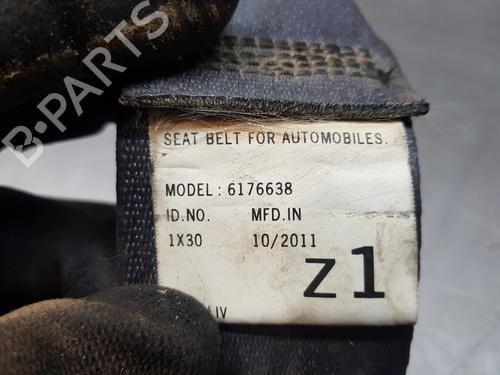 B-PARTS
SEAT BELT FOR AUTOMOBILES.
MODEL : 6176638
ID.NO. MFD.IN
1X30 10/2011
z1
IV